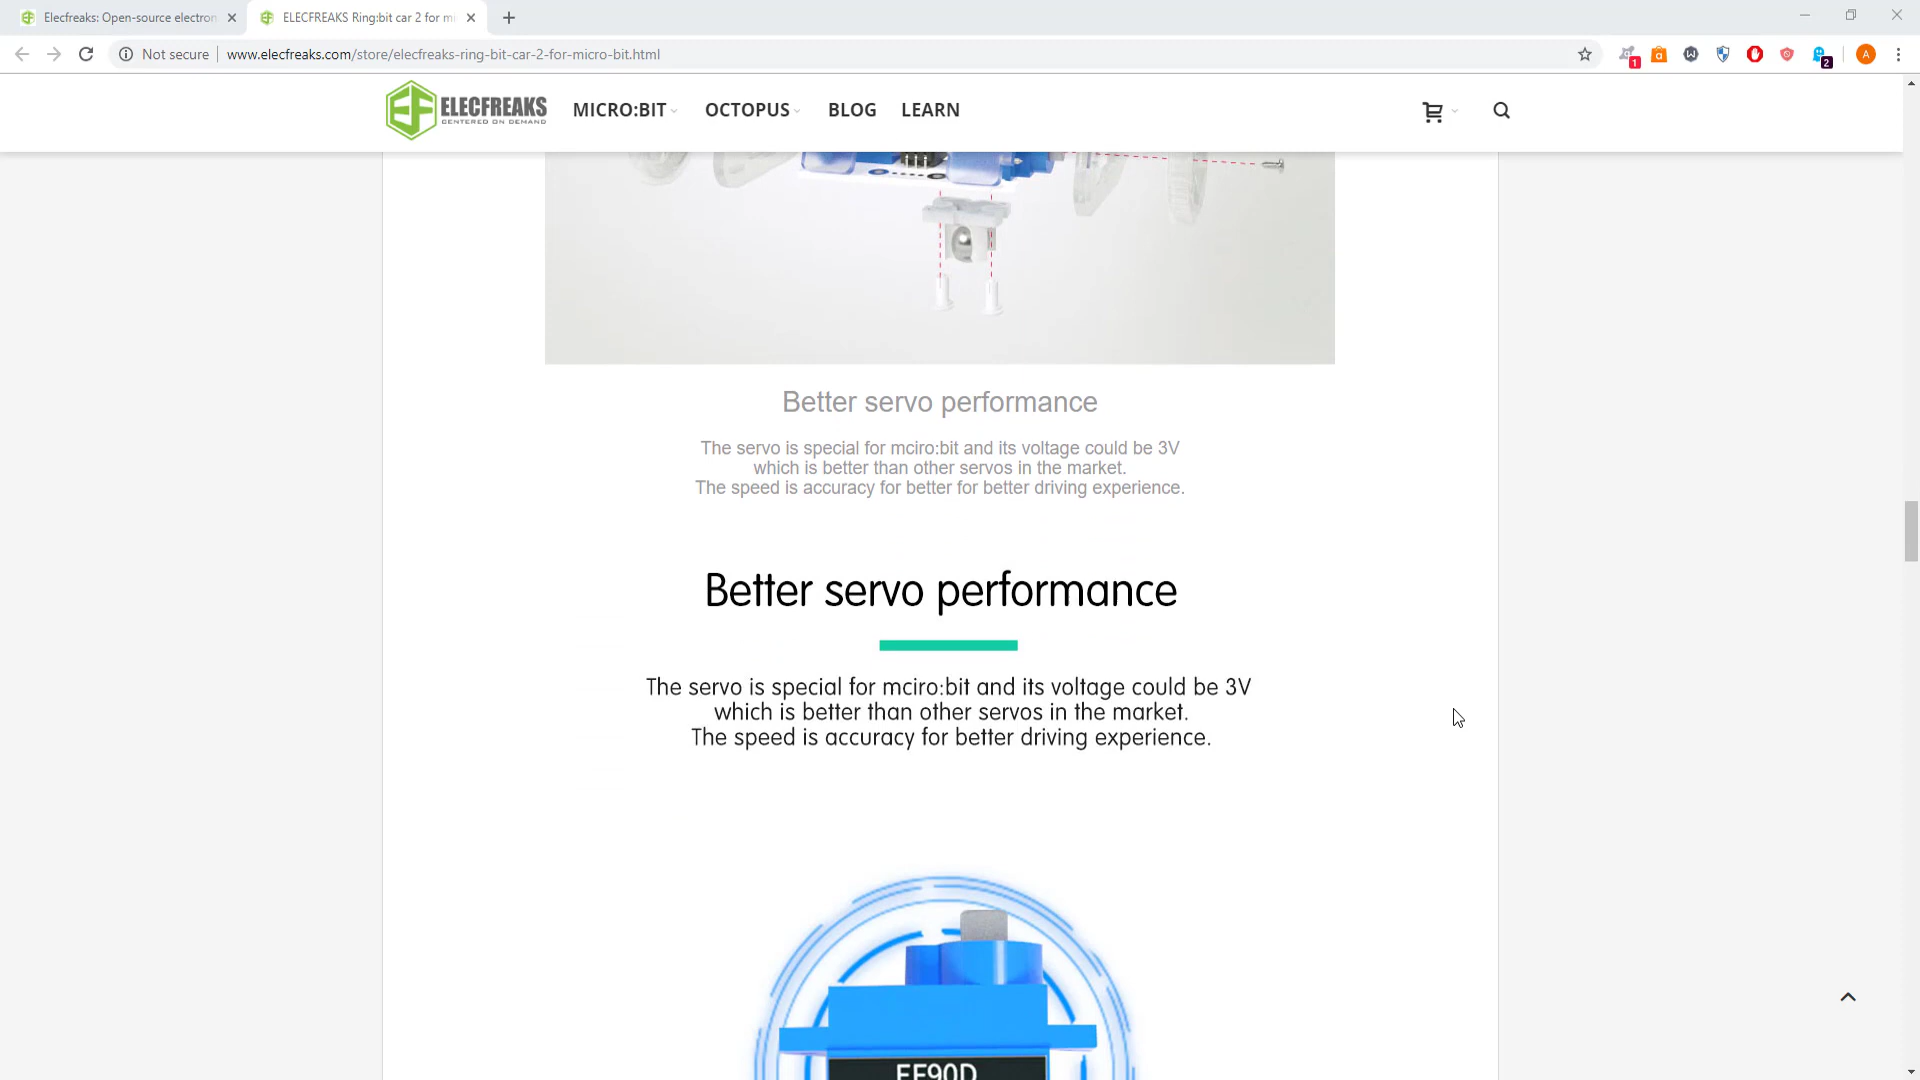 Elecfreaks: Open-source electron
ELECFREAKS Ring:bit car 2 for mi
Not secure
www.elecfreaks.com/store/elecfreaks-ring-bit-car-2-for-micro-bit.html
1
2
A
ELECFREAKS
CENTERED ON DEMAND
MICRO:BIT
OCTOPUS
BLOG
LEARN
Better servo performance
The servo is special for mciro:bit and its voltage could be 3V
which is better than other servos in the market.
The speed is accuracy for better for better driving experience.
Better servo performance
The servo is special for mciro:bit and its voltage could be 3V
which is better than other servos in the market.
The speed is accuracy for better driving experience.
EF90D